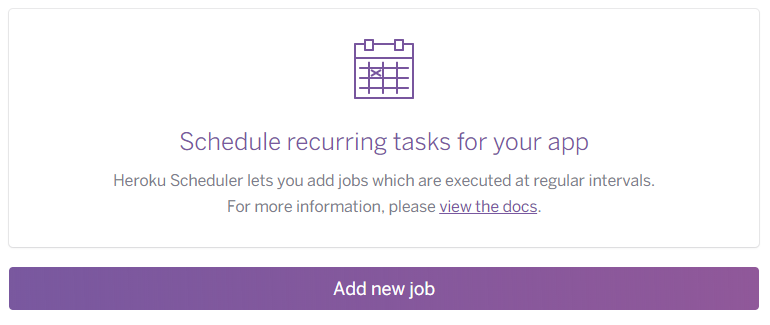 Schedule recurring tasks for your app
Heroku Scheduler lets you add jobs which are executed at regular intervals.
For more information, please view the docs.
Add new job